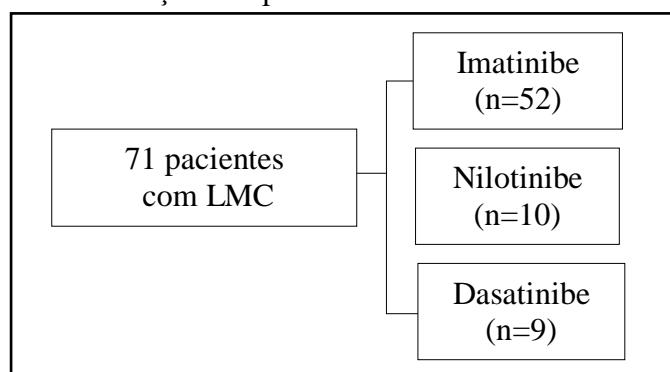 71 pacientes
com LMC
Imatinibe
(n=52)
Nilotinibe
(n=10)
Dasatinibe
(n=9)